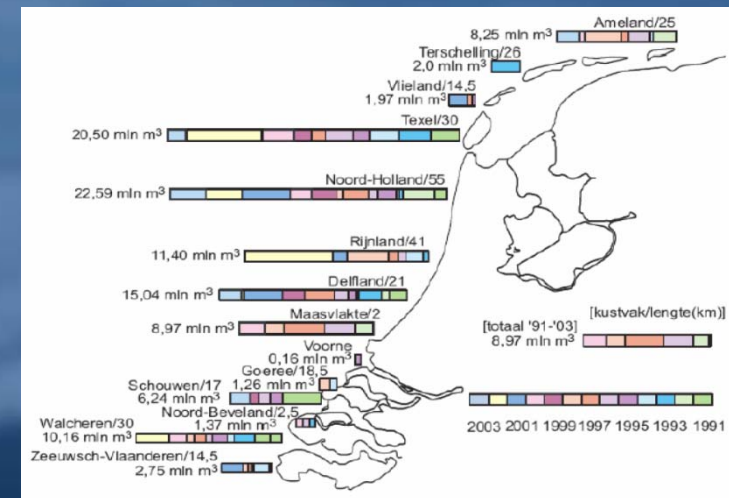 Ameland/25
8,25 mln m³
Terschelling/26
2,0 mln m³
Vlieland/14,5
1,97 mln m³
Texel/30
20,50 mln m³
Noord-Holland/55
22,59 mln m³
Rijnland/41
11,40 mln m³
Delfland/21
15,04 mln m³
Maasvlakte/2
8,97 mln m³
[kustvak/lengte(km)]
[totaal '91-'03]
8,97 mln m³
Voorne
0,16 mln m³
Goeree/18,5
1,26 mln m³
Schouwen/17
6,24 mln m³
Noord-Beveland/2,5
1,37 mln m³
Walcheren/30
10,16 mln m³
Zeeuwsch-Vlaanderen/14,5
2,75 mln m³
2003 2001 1999 1997 1995 1993 1991